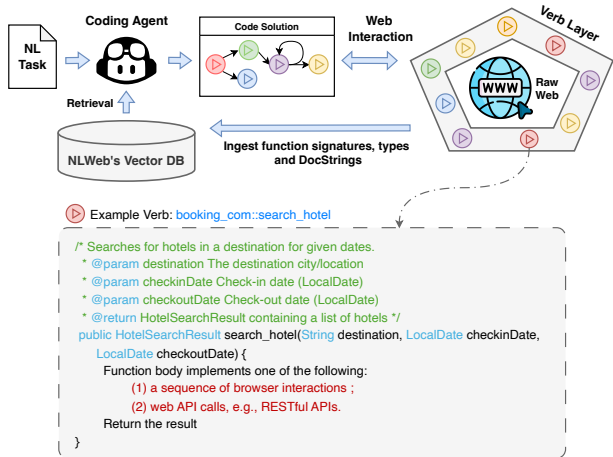 NL
Task
Coding Agent
Code Solution
Web
Interaction
Verb Layer
WWW
Raw
Web
Retrieval
NLWeb's Vector DB
Ingest function signatures, types
and DocStrings
Example Verb: booking_com::search_hotel
/* Searches for hotels in a destination for given dates.
* @param destination The destination city/location
* @param checkinDate Check-in date (LocalDate)
* @param checkoutDate Check-out date (LocalDate)
* @return HotelSearchResult containing a list of hotels */
public HotelSearchResult search_hotel(String destination, LocalDate checkinDate,
LocalDate checkoutDate) {
Function body implements one of the following:
(1) a sequence of browser interactions ;
(2) web API calls, e.g., RESTful APIs.
Return the result
}